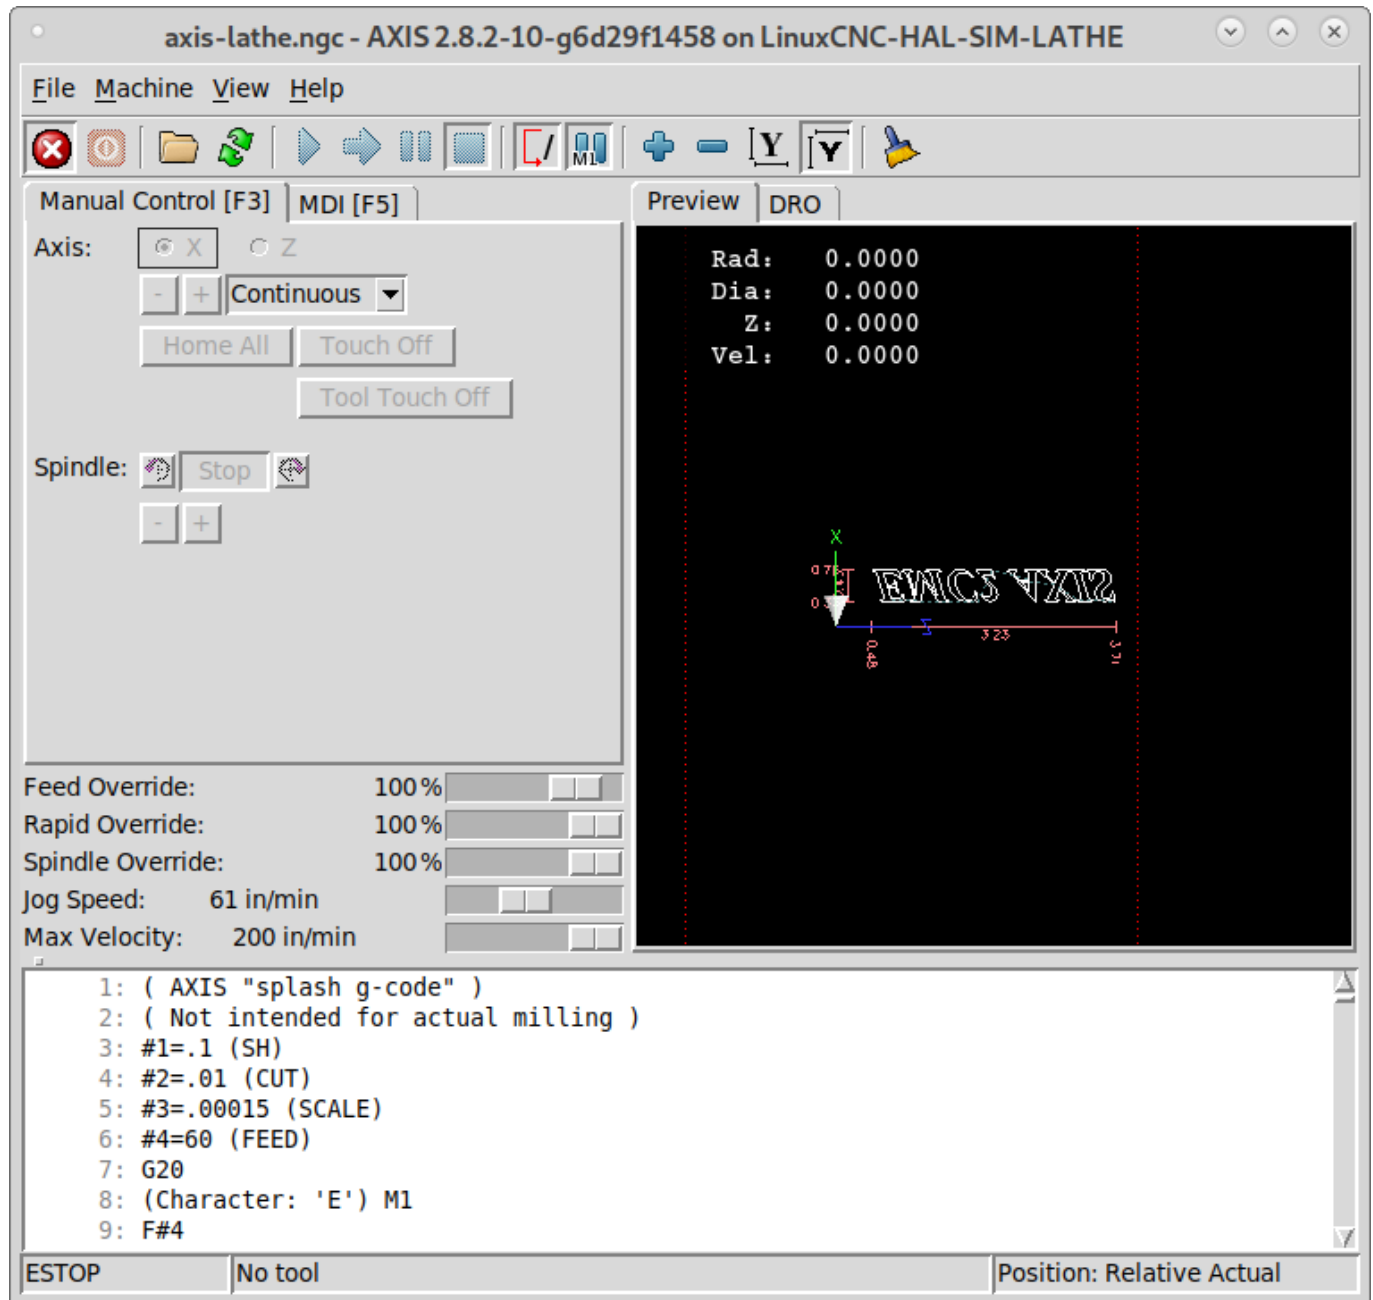 axis-lathe.ngc - AXIS 2.8.2-10-g6d29f1458 on LinuxCNC-HAL-SIM-LATHE
File Machine View Help
M1 Y Y
Manual Control [F3] MDI [F5]
Preview DRO
Axis: X Z
- + Continuous
Home All Touch Off
Tool Touch Off
Spindle: Stop
- +
Rad: 0.0000
Dia: 0.0000
Z: 0.0000
Vel: 0.0000
X
EMC2 AXIS
Z
3.23
0.48
3.71
Feed Override: 100%
Rapid Override: 100%
Spindle Override: 100%
Jog Speed: 61 in/min
Max Velocity: 200 in/min
1: ( AXIS "splash g-code" )
2: ( Not intended for actual milling )
3: #1=.1 (SH)
4: #2=.01 (CUT)
5: #3=.00015 (SCALE)
6: #4=60 (FEED)
7: G20
8: (Character: 'E') M1
9: F#4
ESTOP No tool Position: Relative Actual